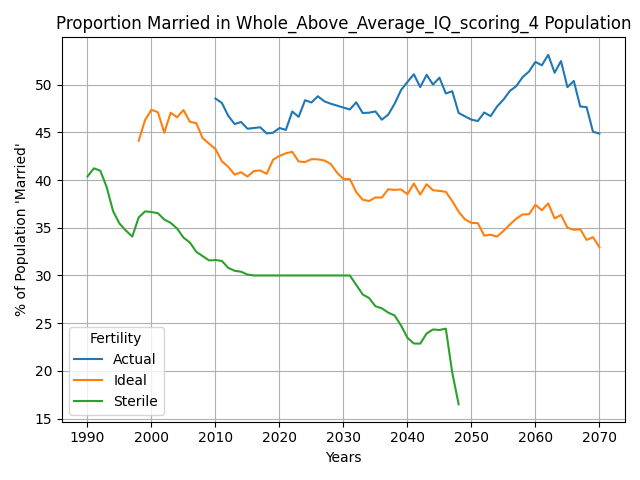 Proportion Married in Whole_Above_Average_IQ_scoring_4 Population
% of Population 'Married'
50
45
40
35
30
25
20
15
Fertility
Actual
Ideal
Sterile
1990 2000 2010 2020 2030 2040 2050 2060 2070
Years